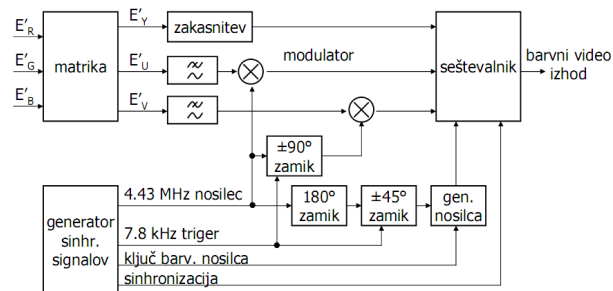 E'R
E'G
E'B
matrika
E'Y
E'U
E'V
zakasnitev
modulator
seštevalnik
barvni video
izhod
±90°
zamik
4.43 MHz nosilec
180°
zamik
±45°
zamik
gen.
nosilca
generator
sinhr.
signalov
7.8 kHz triger
ključ barv. nosilca
sinhronizacija